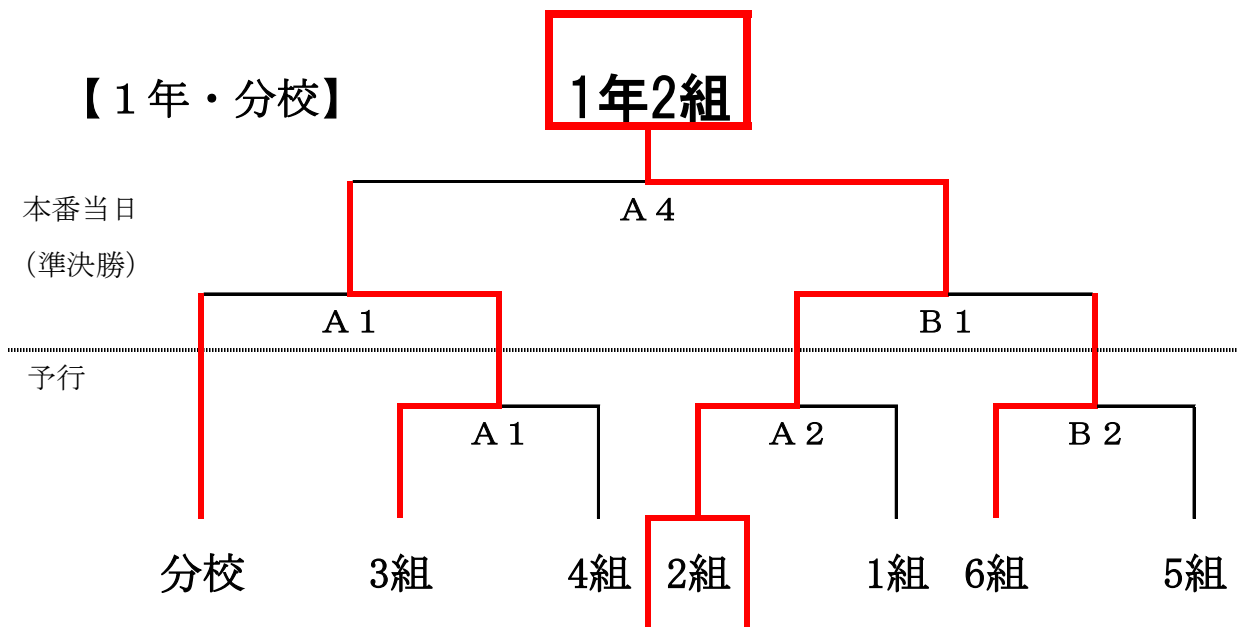 【１年・分校】
1年2組
本番当日
Ａ４
（準決勝）
Ａ１
Ｂ１
予行
Ａ１
Ａ２
Ｂ２
分校
3組
4組
2組
1組
6組
5組